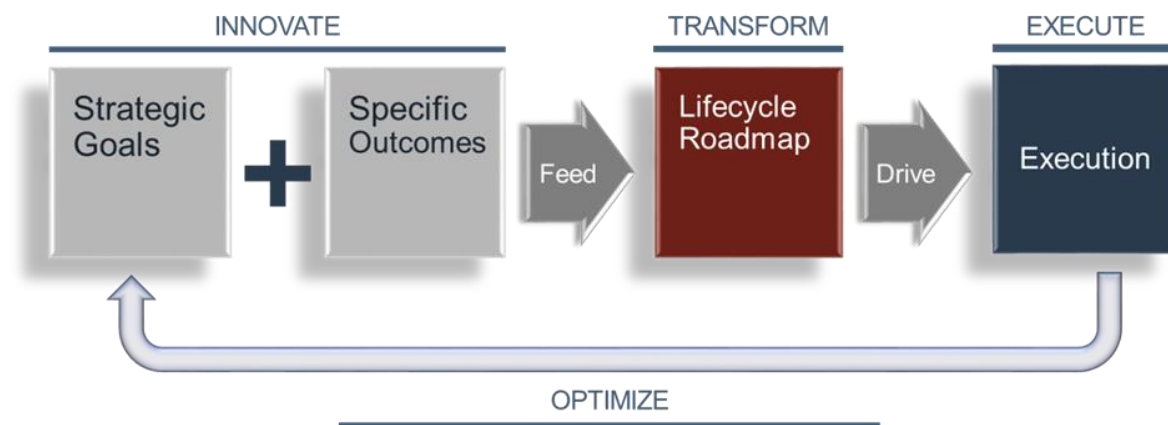 INNOVATE
TRANSFORM
EXECUTE
Strategic
Goals
Specific
Outcomes
Feed
Lifecycle
Roadmap
Drive
Execution
OPTIMIZE